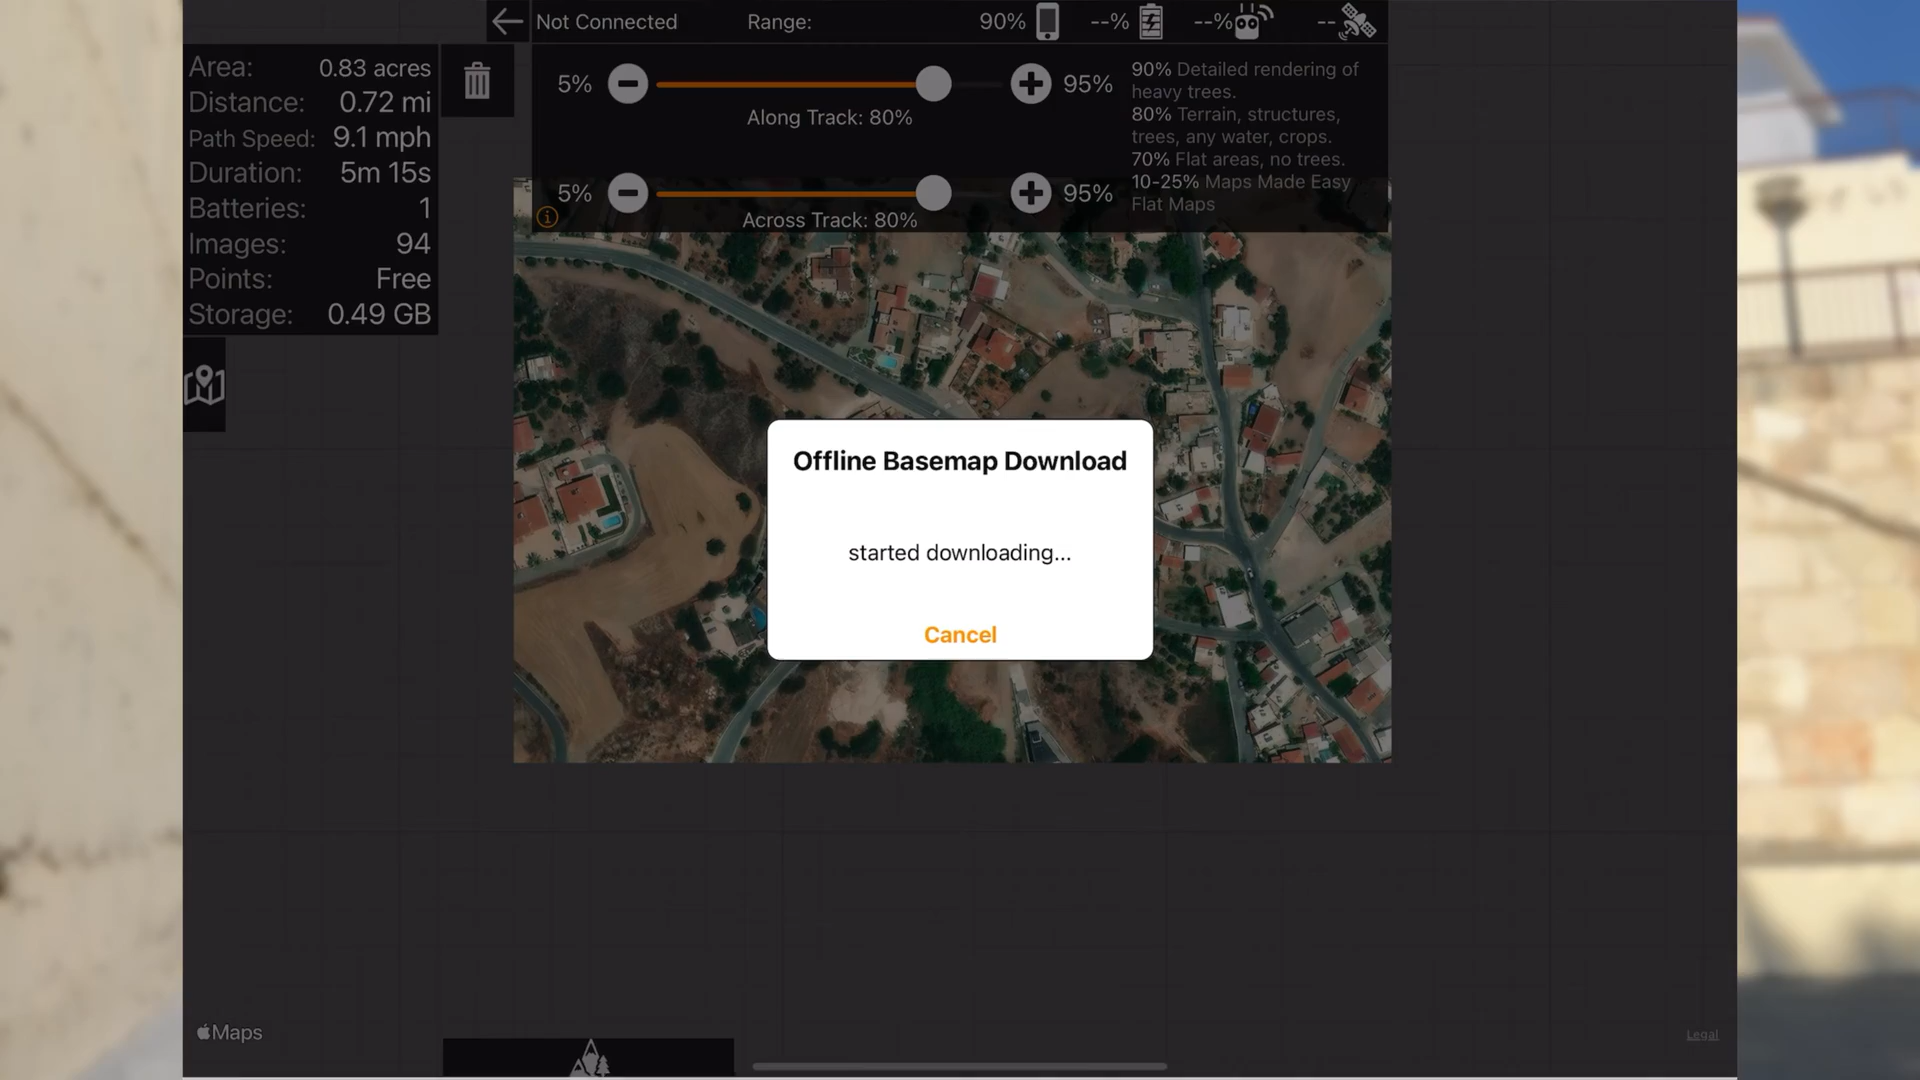 Not Connected Range: 90% --% --% --
Area: 0.83 acres
Distance: 0.72 mi
Path Speed: 9.1 mph
Duration: 5m 15s
Batteries: 1
Images: 94
Points: Free
Storage: 0.49 GB
5% 95%
Along Track: 80%
5% 95%
Across Track: 80%
90% Detailed rendering of
heavy trees.
80% Terrain, structures,
trees, any water, crops.
70% Flat areas, no trees.
10-25% Maps Made Easy
Flat Maps
Offline Basemap Download
started downloading...
Cancel
Maps
Legal